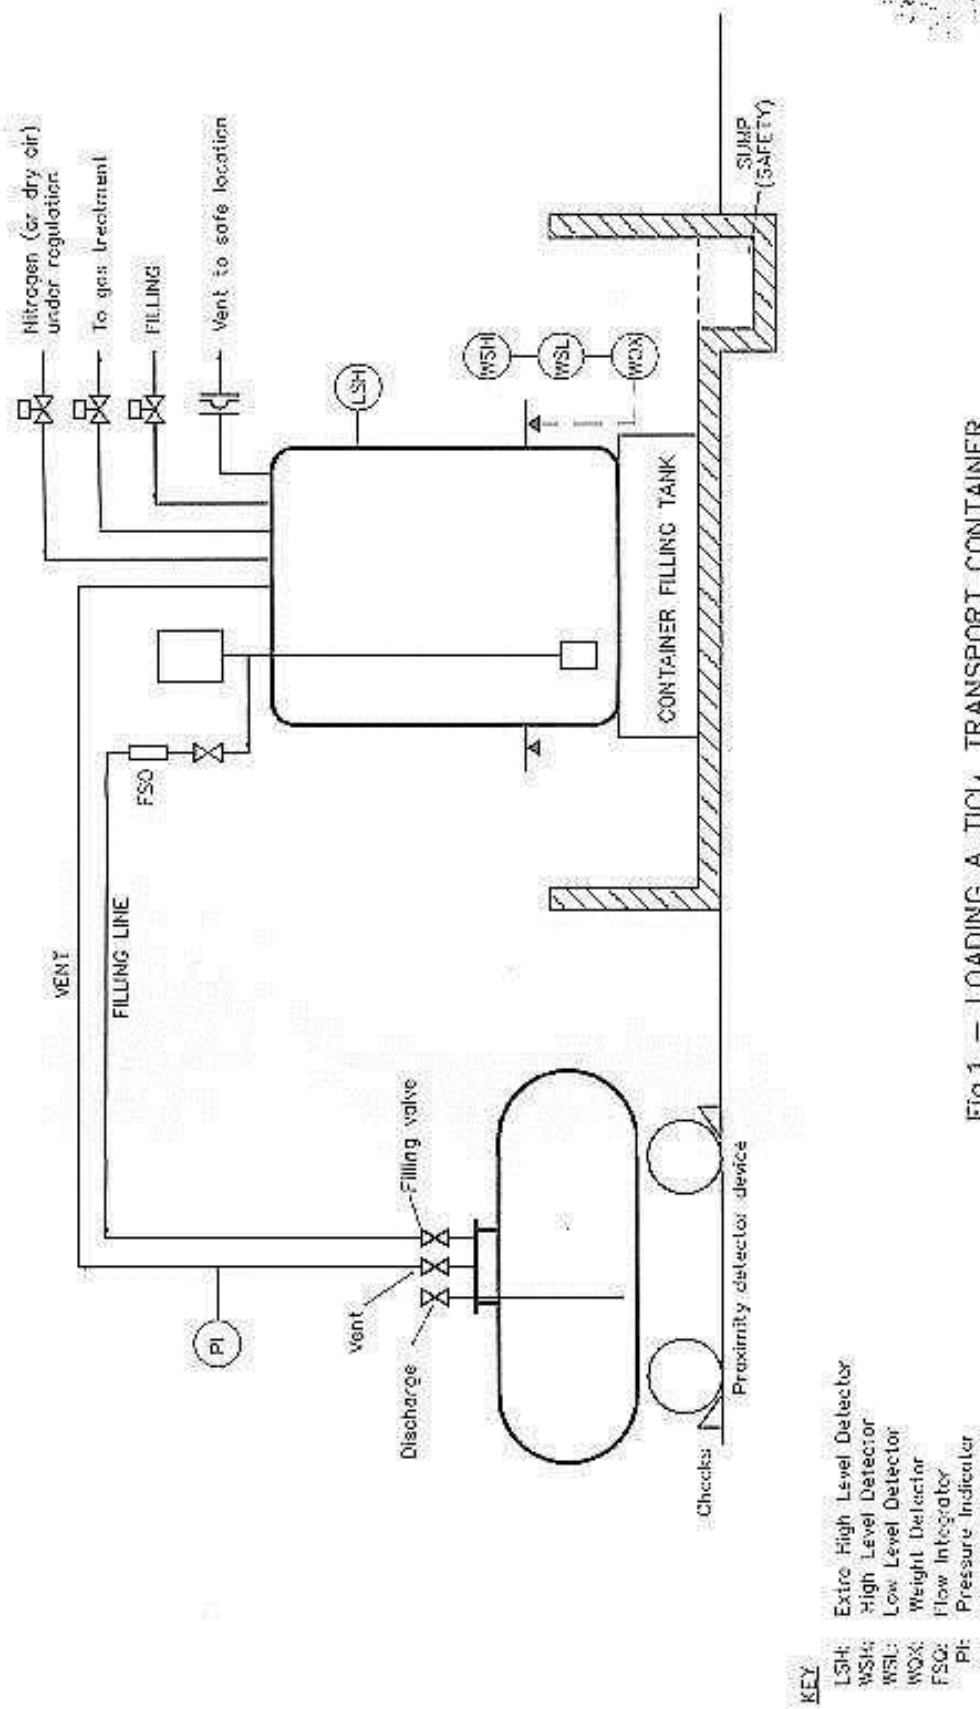 Nitrogen (or dry air)
under regulation
To gas treatment
FILLING
Vent to safe location
LSH
WSH
WSL
WQX
SUMP
(SAFETY)
CONTAINER FILLING TANK
FSQ
VENT
FILLING LINE
Filling valve
Vent
Discharge
PI
Proximity detector device
Chocks
KEY
LSH: Extra High Level Detector
WSH: High Level Detector
WSL: Low Level Detector
WQX: Weight Detector
FSQ: Flow Integrator
PI: Pressure Indicator
Fig.1 – LOADING A TiCl₄ TRANSPORT CONTAINER